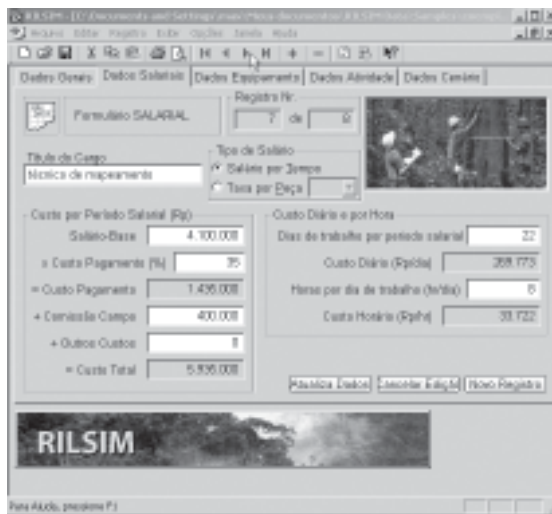 Arquivo Editar Registro Exibir Opções Janela Ajuda
Dados Gerais Dados Salariais Dados Equipamento Dados Atividade Dados Cenário
Formulário SALARIAL
Registro Nr.
7 de 8
Título do Cargo
técnico de mapeamento
Tipo de Salário
Salário por Tempo
Taxa por Peça
Custo por Período Salarial (Rp)
Salário-Base 4.100.000
x Custo Pagamento (%) 35
= Custo Pagamento 1.435.000
+ Comissão Campo 400.000
+ Outros Custos 0
= Custo Total 5.935.000
Custo Diário e por Hora
Dias de trabalho por período salarial 22
Custo Diário (Rp/dia) 269.773
Horas por dia de trabalho (hr/dia) 8
Custo Horário (Rp/hr) 33.722
Atualiza Dados Cancelar Edição Novo Registro
RILSIM
Para Ajuda, pressione F1